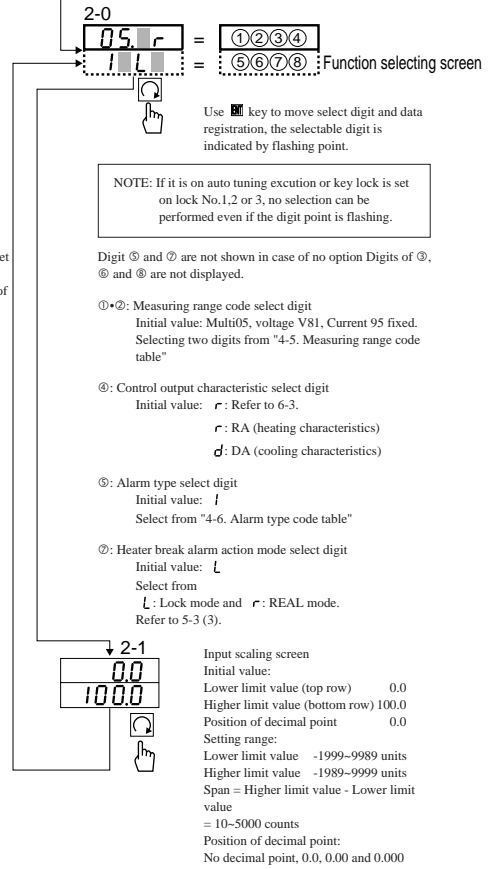 2-0
05. r = ①②③④
1 L = ⑤⑥⑦⑧ Function selecting screen
Use ENT key to move select digit and data
registration, the selectable digit is
indicated by flashing point.
NOTE: If it is on auto tuning excution or key lock is set
on lock No.1,2 or 3, no selection can be
performed even if the digit point is flashing.
et
of
Digit ⑤ and ⑦ are not shown in case of no option Digits of ③,
⑥ and ⑧ are not displayed.
①•②: Measuring range code select digit
Initial value: Multi05, voltage V81, Current 95 fixed.
Selecting two digits from "4-5. Measuring range code
table"
④: Control output characteristic select digit
Initial value: r : Refer to 6-3.
r : RA (heating characteristics)
d : DA (cooling characteristics)
⑤: Alarm type select digit
Initial value: 1
Select from "4-6. Alarm type code table"
⑦: Heater break alarm action mode select digit
Initial value: L
Select from
L : Lock mode and r : REAL mode.
Refer to 5-3 (3).
2-1
0.0
100.0
Input scaling screen
Initial value:
Lower limit value (top row) 0.0
Higher limit value (bottom row) 100.0
Position of decimal point 0.0
Setting range:
Lower limit value -1999~9989 units
Higher limit value -1989~9999 units
Span = Higher limit value - Lower limit
value
= 10~5000 counts
Position of decimal point:
No decimal point, 0.0, 0.00 and 0.000